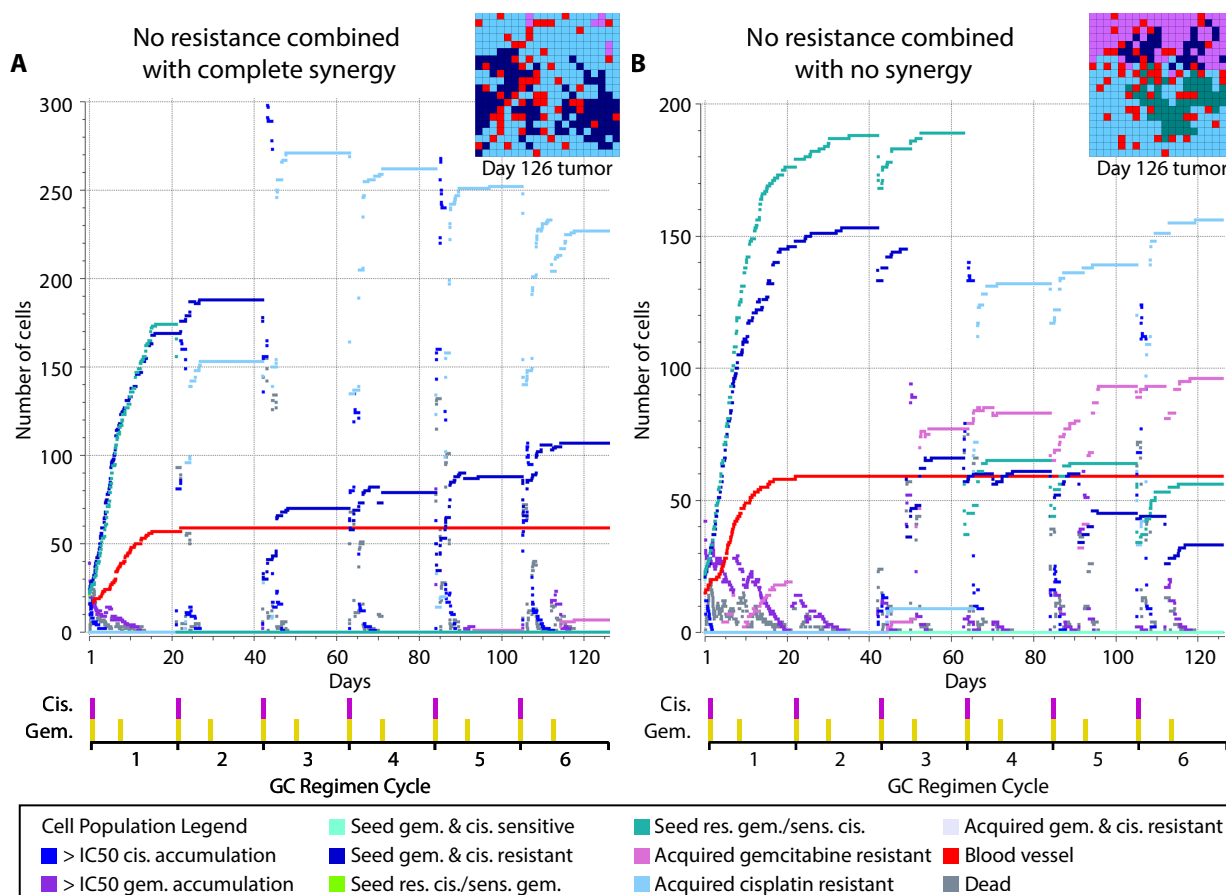 A
No resistance combined
with complete synergy
Day 126 tumor
B
No resistance combined
with no synergy
Day 126 tumor
Number of cells
300
250
200
150
100
50
0
1 20 40 60 80 100 120
Days
Number of cells
200
150
100
50
0
1 20 40 60 80 100 120
Days
Cis.
Gem.
1 2 3 4 5 6
GC Regimen Cycle
Cis.
Gem.
1 2 3 4 5 6
GC Regimen Cycle
Cell Population Legend
> IC50 cis. accumulation
> IC50 gem. accumulation
Seed gem. & cis. sensitive
Seed gem. & cis. resistant
Seed res. cis./sens. gem.
Seed res. gem./sens. cis.
Acquired gemcitabine resistant
Acquired cisplatin resistant
Acquired gem. & cis. resistant
Blood vessel
Dead